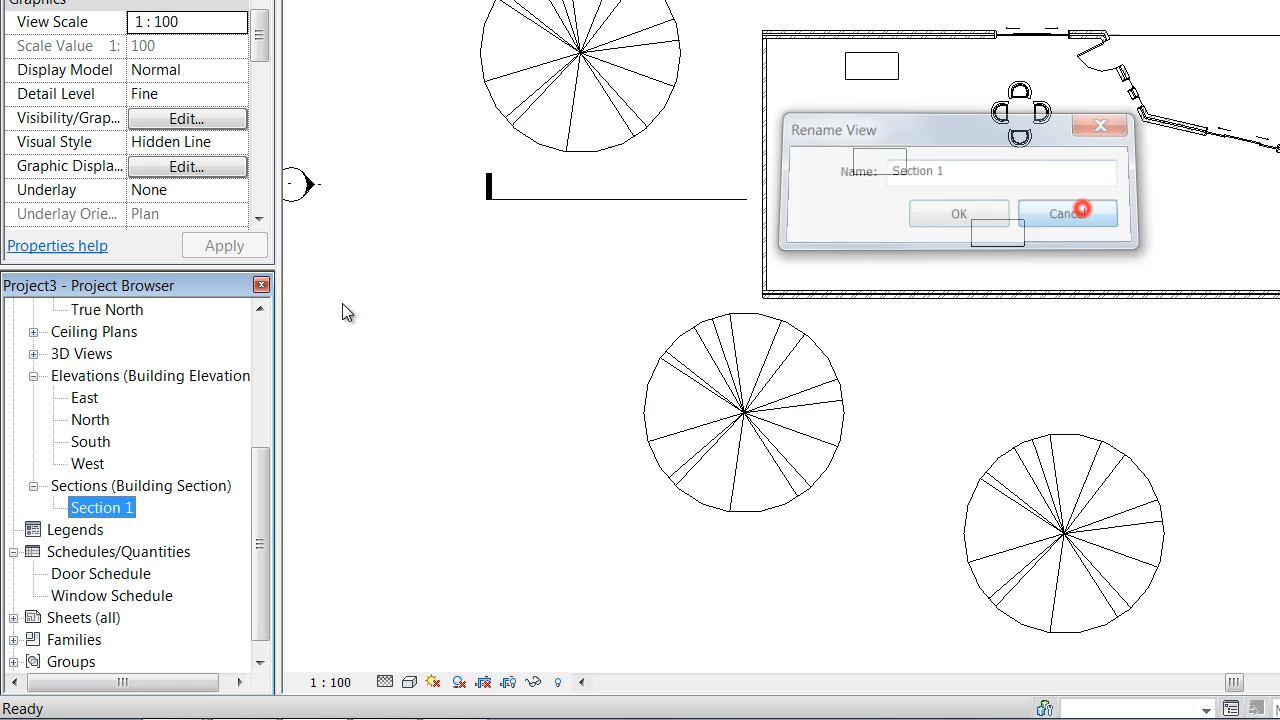 Graphics
View Scale 1 : 100
Scale Value 1: 100
Display Model Normal
Detail Level Fine
Visibility/Grap... Edit...
Visual Style Hidden Line
Graphic Displa... Edit...
Underlay None
Underlay Orie... Plan
Properties help Apply
Project3 - Project Browser
True North
Ceiling Plans
3D Views
Elevations (Building Elevation
East
North
South
West
Sections (Building Section)
Section 1
Legends
Schedules/Quantities
Door Schedule
Window Schedule
Sheets (all)
Families
Groups
Rename View
Name: Section 1
OK Cancel
1 : 100
Ready